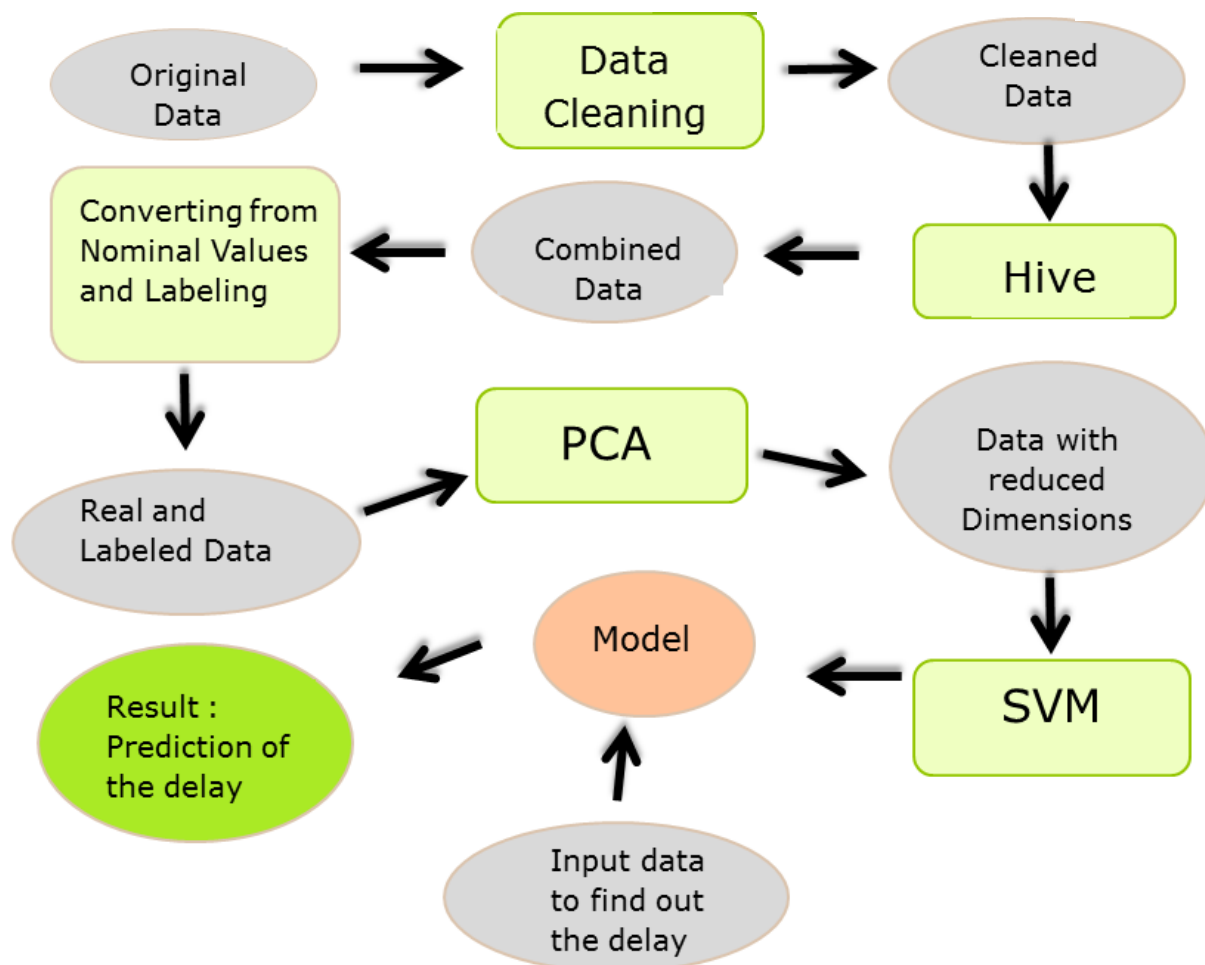 Original
Data
Data
Cleaning
Cleaned
Data
Hive
Combined
Data
Converting from
Nominal Values
and Labeling
Real and
Labeled Data
PCA
Data with
reduced
Dimensions
SVM
Model
Input data
to find out
the delay
Result :
Prediction of
the delay